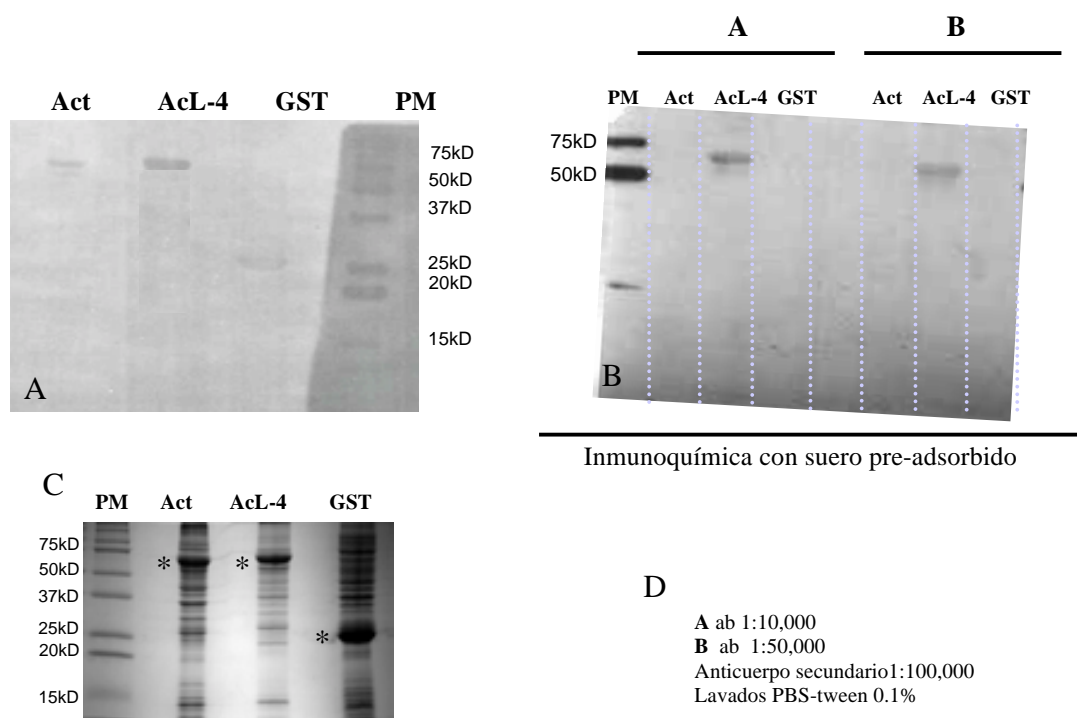 A B
Act AcL-4 GST PM
75kD
50kD
37kD
25kD
20kD
15kD
A
PM Act AcL-4 GST Act AcL-4 GST
75kD
50kD
B
Inmunoquímica con suero pre-adsorbido
C
PM Act AcL-4 GST
75kD
50kD
37kD
25kD
20kD
15kD
* * *
D
A ab 1:10,000
B ab 1:50,000
Anticuerpo secundario1:100,000
Lavados PBS-tween 0.1%